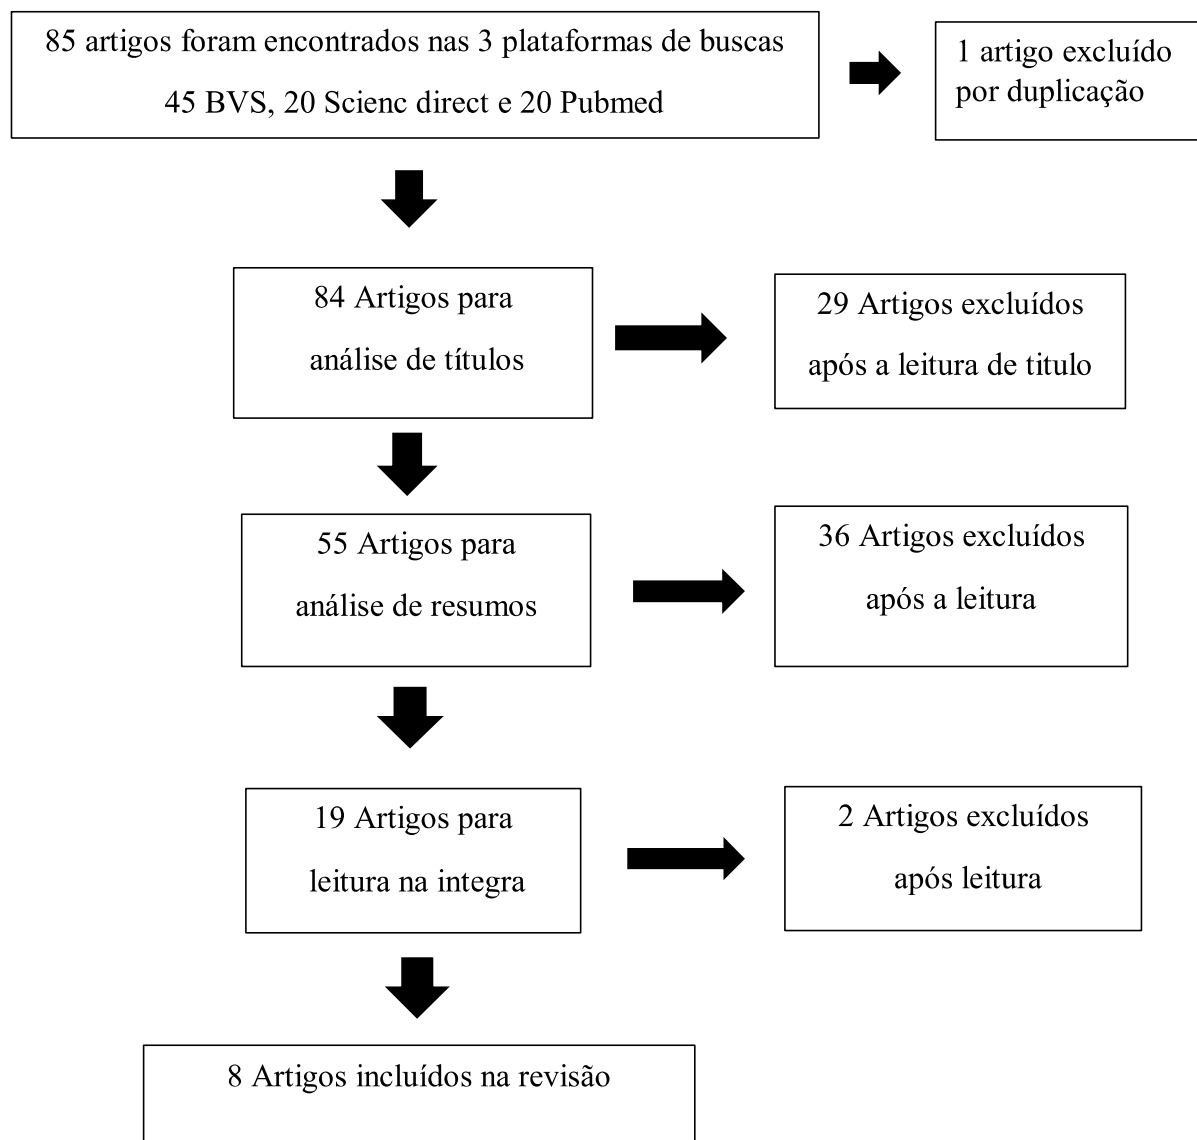 85 artigos foram encontrados nas 3 plataformas de buscas
45 BVS, 20 Scienc direct e 20 Pubmed
1 artigo excluído
por duplicação
84 Artigos para
análise de títulos
29 Artigos excluídos
após a leitura de titulo
55 Artigos para
análise de resumos
36 Artigos excluídos
após a leitura
19 Artigos para
leitura na integra
2 Artigos excluídos
após leitura
8 Artigos incluídos na revisão